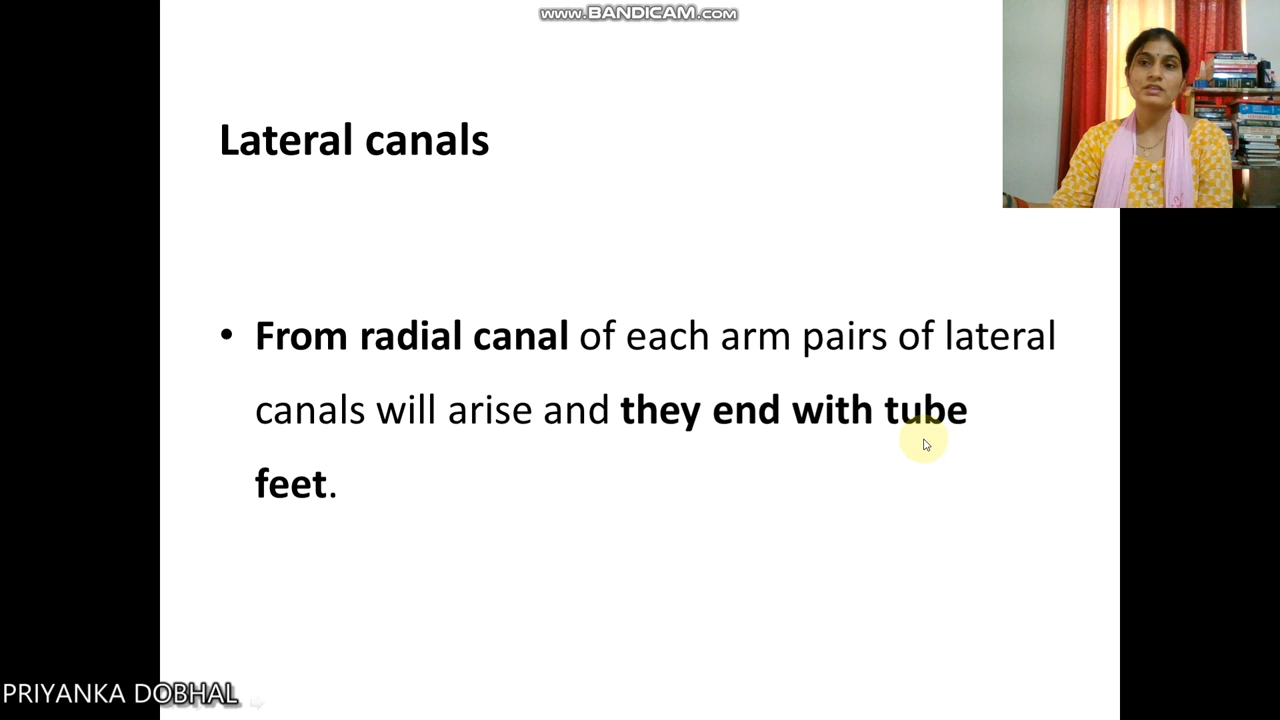 www.BANDICAM.com
Lateral canals
• From radial canal of each arm pairs of lateral
canals will arise and they end with tube
feet.
PRIYANKA DOBHAL